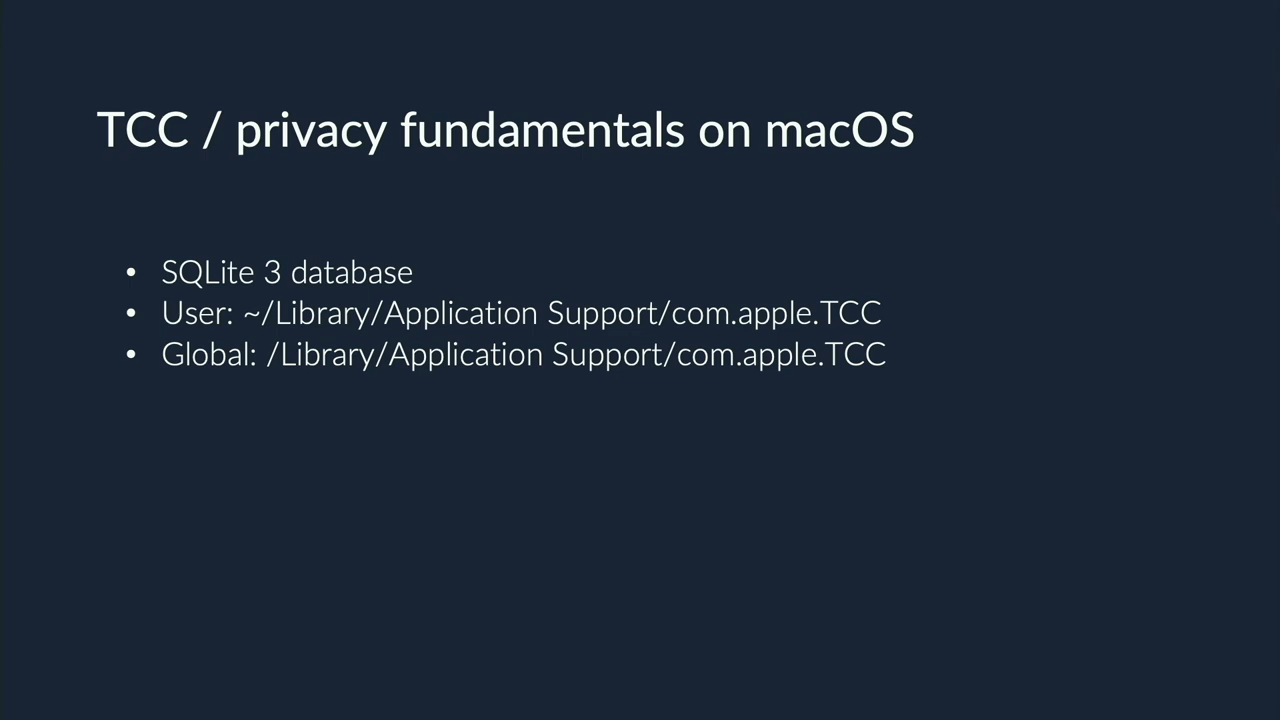 TCC / privacy fundamentals on macOS
• SQLite 3 database
• User: ~/Library/Application Support/com.apple.TCC
• Global: /Library/Application Support/com.apple.TCC